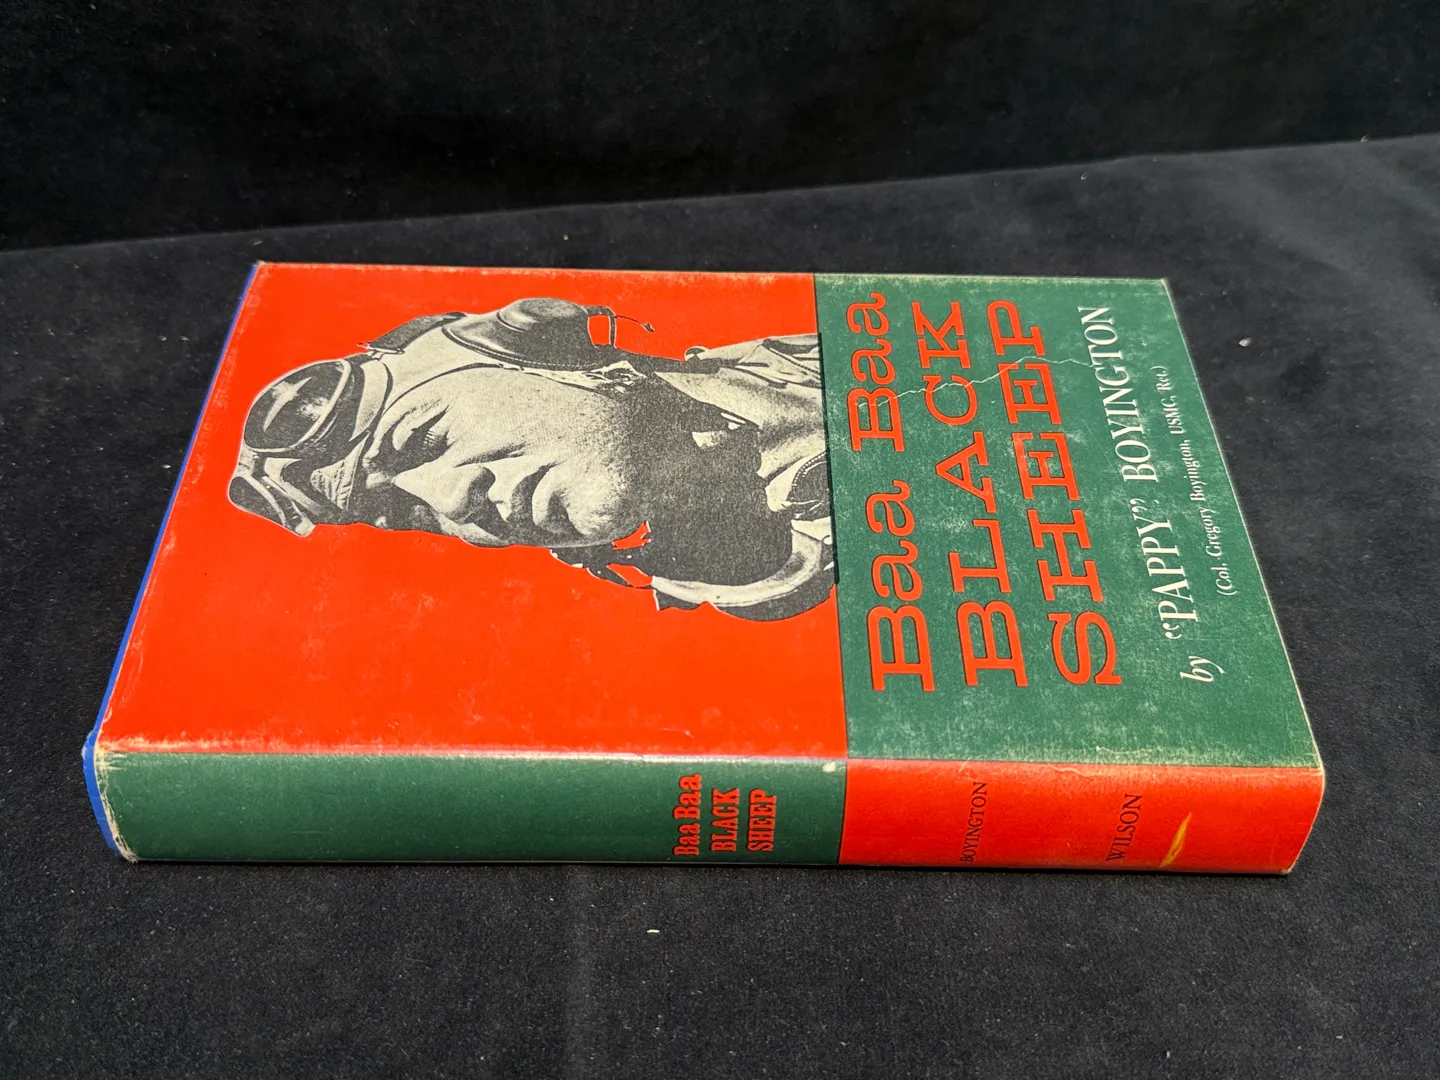 Baa Baa
BLACK
SHEEP
by "PAPPY" BOYINGTON
(Col. Gregory Boyington, USMC, Ret.)
Baa Baa
BLACK
SHEEP
BOYINGTON
WILSON